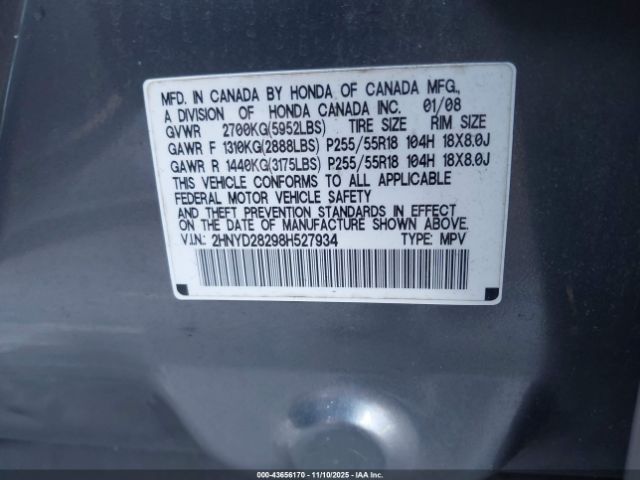 MFD. IN CANADA BY HONDA OF CANADA MFG.,
A DIVISION OF HONDA CANADA INC. 01/08
GVWR 2700KG(5952LBS) TIRE SIZE RIM SIZE
GAWR F 1310KG(2888LBS) P255/55R18 104H 18X8.0J
GAWR R 1440KG(3175LBS) P255/55R18 104H 18X8.0J
THIS VEHICLE CONFORMS TO ALL APPLICABLE
FEDERAL MOTOR VEHICLE SAFETY
AND THEFT PREVENTION STANDARDS IN EFFECT
ON THE DATE OF MANUFACTURE SHOWN ABOVE.
V.I.N.: 2HNYD28298H527934 TYPE: MPV
000-43656170 - 11/10/2025 - IAAI.com